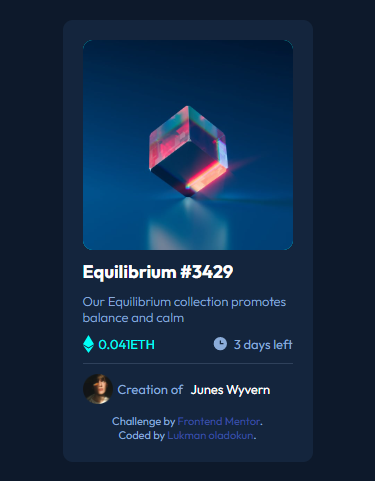 Equilibrium #3429
Our Equilibrium collection promotes
balance and calm
0.041ETH 3 days left
Creation of Junes Wyvern
Challenge by Frontend Mentor.
Coded by Lukman oladokun.